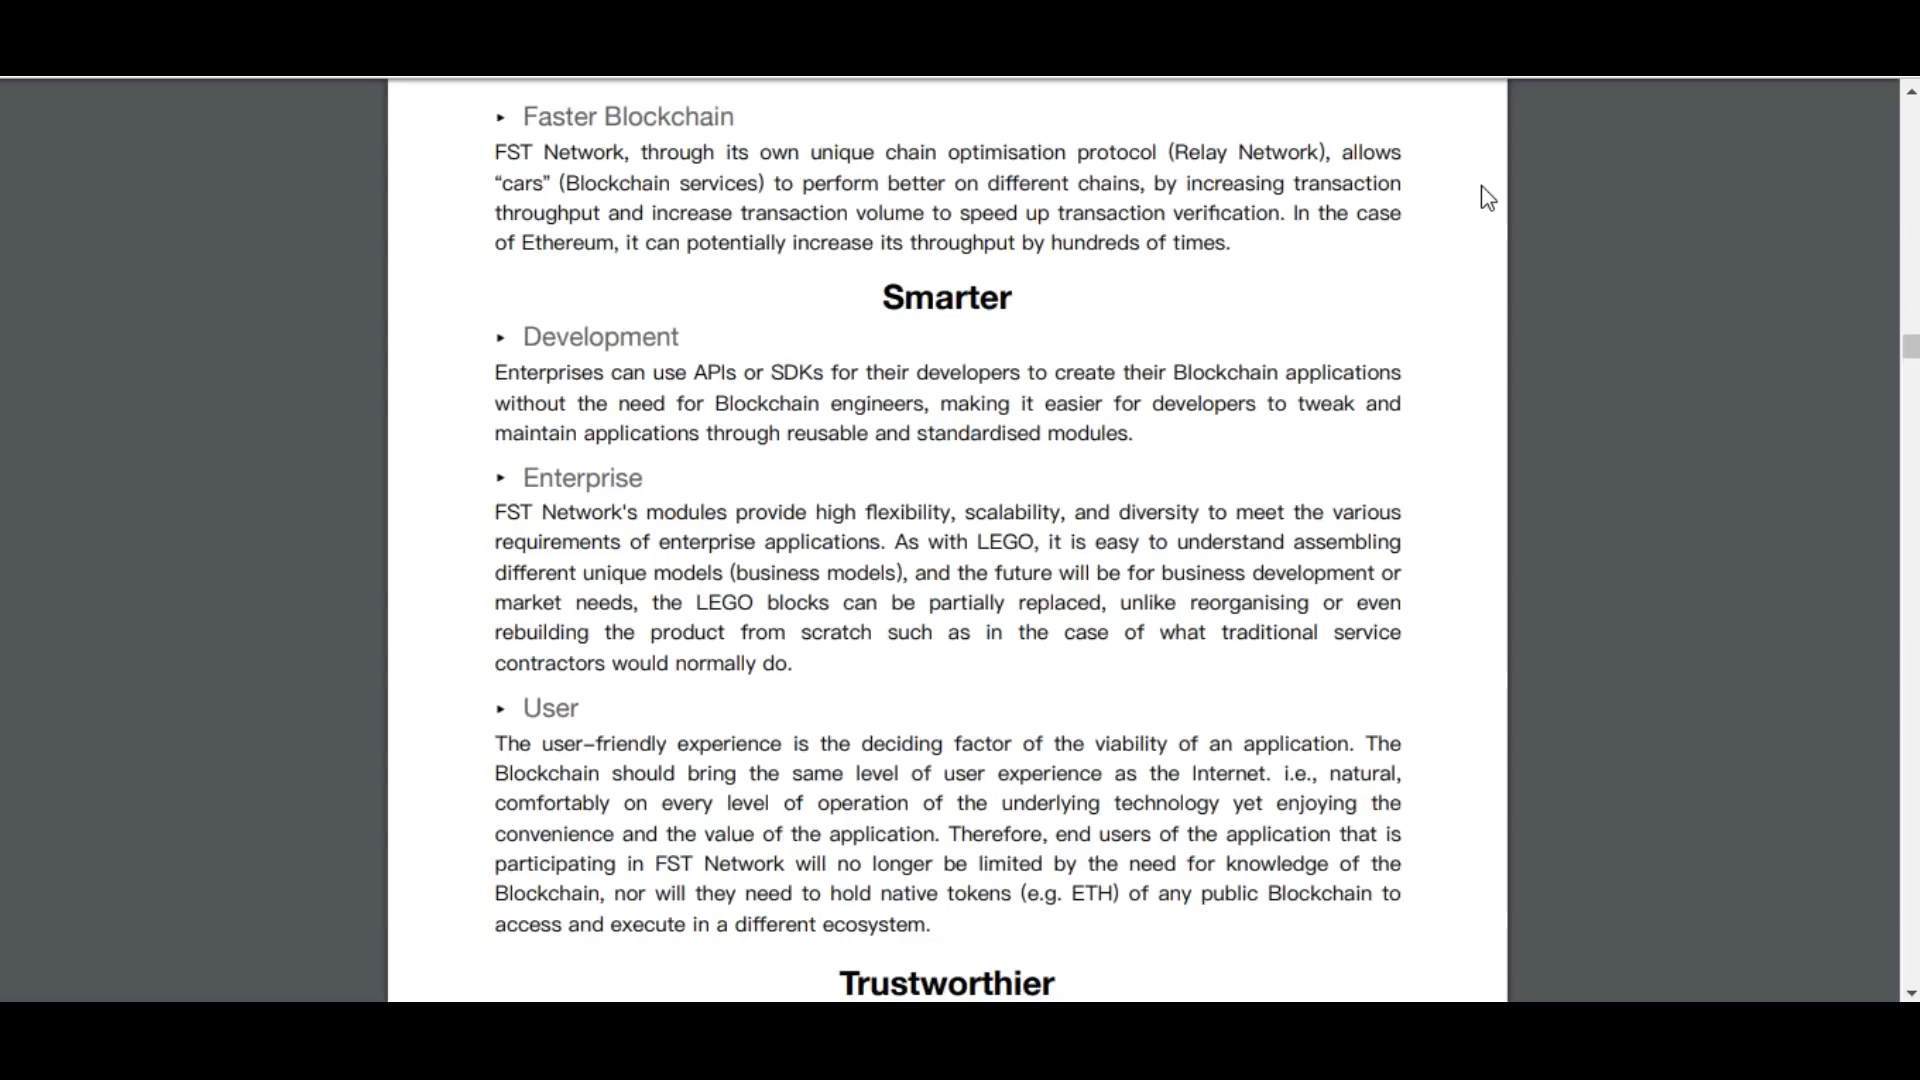 Faster Blockchain
FST Network, through its own unique chain optimisation protocol (Relay Network), allows
“cars” (Blockchain services) to perform better on different chains, by increasing transaction
throughput and increase transaction volume to speed up transaction verification. In the case
of Ethereum, it can potentially increase its throughput by hundreds of times.
Smarter
Development
Enterprises can use APIs or SDKs for their developers to create their Blockchain applications
without the need for Blockchain engineers, making it easier for developers to tweak and
maintain applications through reusable and standardised modules.
Enterprise
FST Network's modules provide high flexibility, scalability, and diversity to meet the various
requirements of enterprise applications. As with LEGO, it is easy to understand assembling
different unique models (business models), and the future will be for business development or
market needs, the LEGO blocks can be partially replaced, unlike reorganising or even
rebuilding the product from scratch such as in the case of what traditional service
contractors would normally do.
User
The user–friendly experience is the deciding factor of the viability of an application. The
Blockchain should bring the same level of user experience as the Internet. i.e., natural,
comfortably on every level of operation of the underlying technology yet enjoying the
convenience and the value of the application. Therefore, end users of the application that is
participating in FST Network will no longer be limited by the need for knowledge of the
Blockchain, nor will they need to hold native tokens (e.g. ETH) of any public Blockchain to
access and execute in a different ecosystem.
Trustworthier